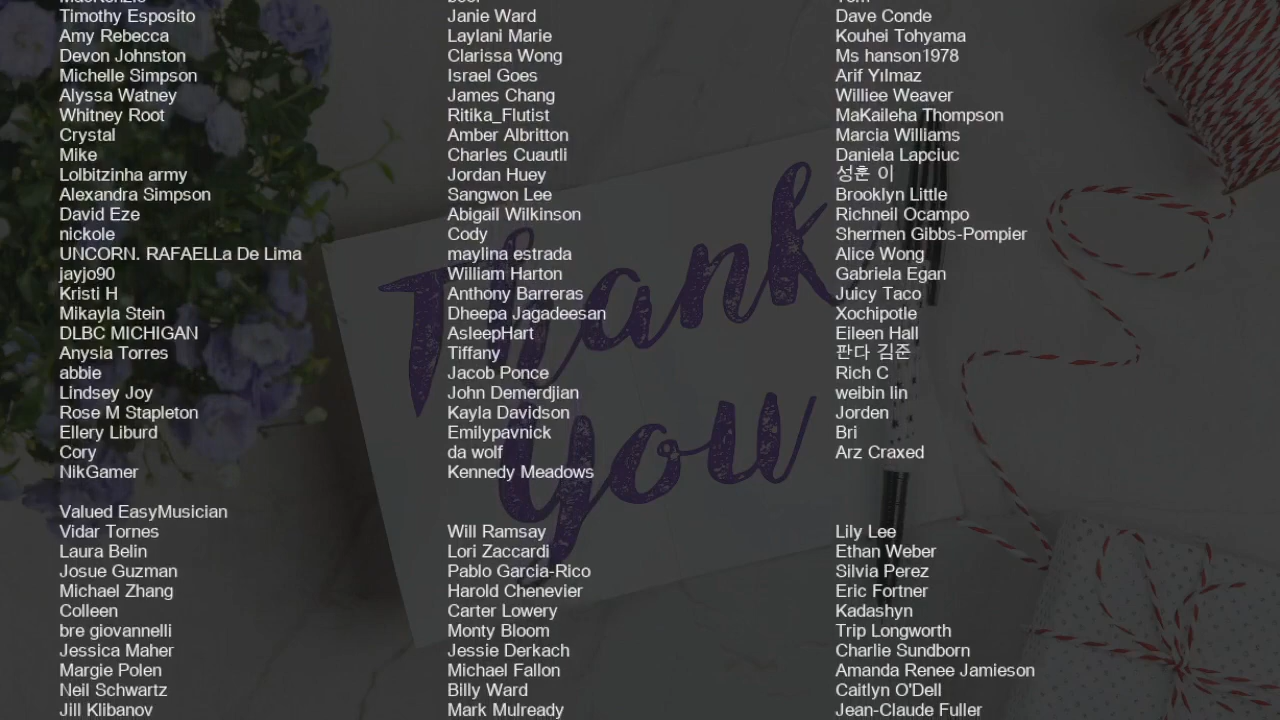 Timothy Esposito
Amy Rebecca
Devon Johnston
Michelle Simpson
Alyssa Watney
Whitney Root
Crystal
Mike
Lolbitzinha army
Alexandra Simpson
David Eze
nickole
UNCORN. RAFAELLa De Lima
jayjo90
Kristi H
Mikayla Stein
DLBC MICHIGAN
Anysia Torres
abbie
Lindsey Joy
Rose M Stapleton
Ellery Liburd
Cory
NikGamer
Janie Ward
Laylani Marie
Clarissa Wong
Israel Goes
James Chang
Ritika_Flutist
Amber Albritton
Charles Cuautli
Jordan Huey
Sangwon Lee
Abigail Wilkinson
Cody
maylina estrada
William Harton
Anthony Barreras
Dheepa Jagadeesan
AsleepHart
Tiffany
Jacob Ponce
John Demerdjian
Kayla Davidson
Emilypavnick
da wolf
Kennedy Meadows
Dave Conde
Kouhei Tohyama
Ms hanson1978
Arif Yılmaz
Williee Weaver
MaKaileha Thompson
Marcia Williams
Daniela Lapciuc
성훈 이
Brooklyn Little
Richneil Ocampo
Shermen Gibbs-Pompier
Alice Wong
Gabriela Egan
Juicy Taco
Xochipotle
Eileen Hall
판다 김준
Rich C
weibin lin
Jorden
Bri
Arz Craxed
Valued EasyMusician
Vidar Tornes
Laura Belin
Josue Guzman
Michael Zhang
Colleen
bre giovannelli
Jessica Maher
Margie Polen
Neil Schwartz
Jill Klibanov
Will Ramsay
Lori Zaccardi
Pablo Garcia-Rico
Harold Chenevier
Carter Lowery
Monty Bloom
Jessie Derkach
Michael Fallon
Billy Ward
Mark Mulready
Lily Lee
Ethan Weber
Silvia Perez
Eric Fortner
Kadashyn
Trip Longworth
Charlie Sundborn
Amanda Renee Jamieson
Caitlyn O'Dell
Jean-Claude Fuller
Thank
you